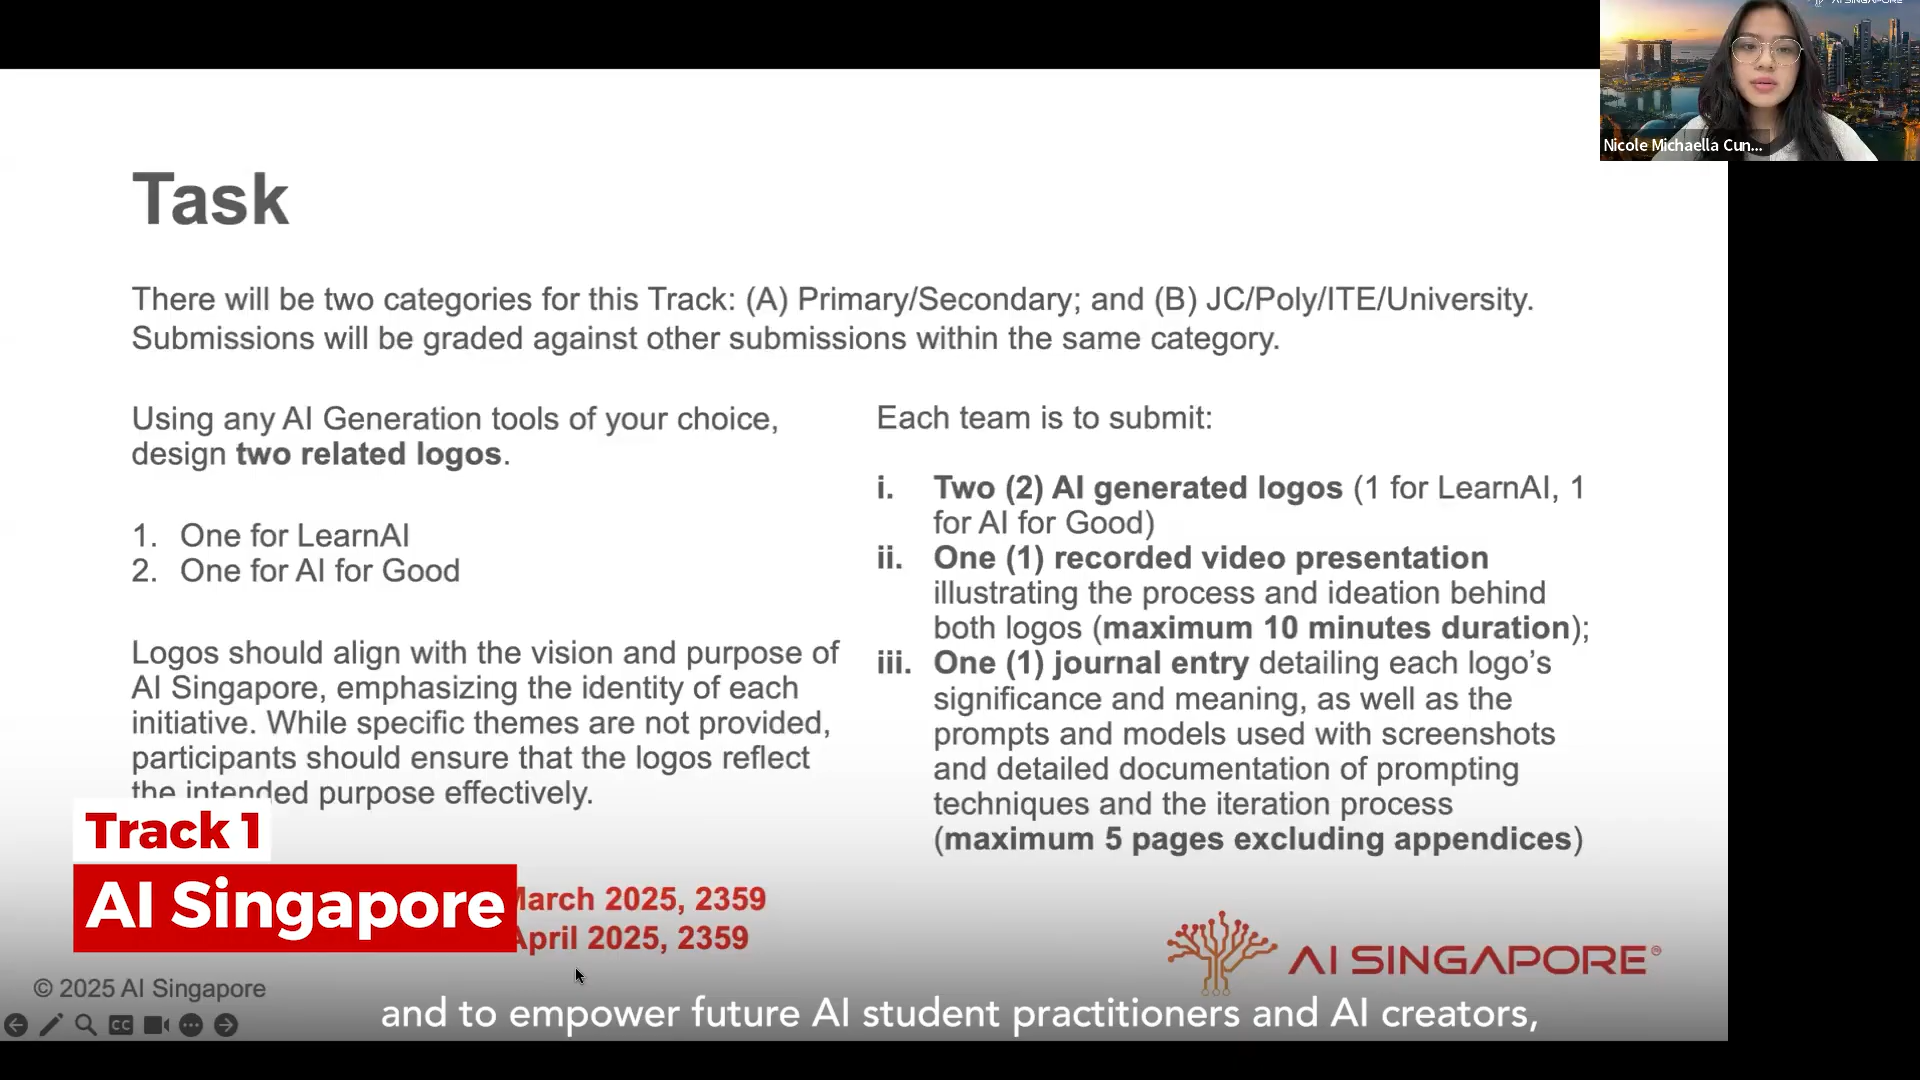 AI SINGAPORE
Nicole Michaella Cun...
Task
There will be two categories for this Track: (A) Primary/Secondary; and (B) JC/Poly/ITE/University.
Submissions will be graded against other submissions within the same category.
Using any AI Generation tools of your choice,
design two related logos.
1. One for LearnAI
2. One for AI for Good
Logos should align with the vision and purpose of
AI Singapore, emphasizing the identity of each
initiative. While specific themes are not provided,
participants should ensure that the logos reflect
the intended purpose effectively.
Each team is to submit:
i. Two (2) AI generated logos (1 for LearnAI, 1
for AI for Good)
ii. One (1) recorded video presentation
illustrating the process and ideation behind
both logos (maximum 10 minutes duration);
iii. One (1) journal entry detailing each logo’s
significance and meaning, as well as the
prompts and models used with screenshots
and detailed documentation of prompting
techniques and the iteration process
(maximum 5 pages excluding appendices)
Track 1
AI Singapore
March 2025, 2359
April 2025, 2359
AI SINGAPORE®
© 2025 AI Singapore
CC
and to empower future AI student practitioners and AI creators,